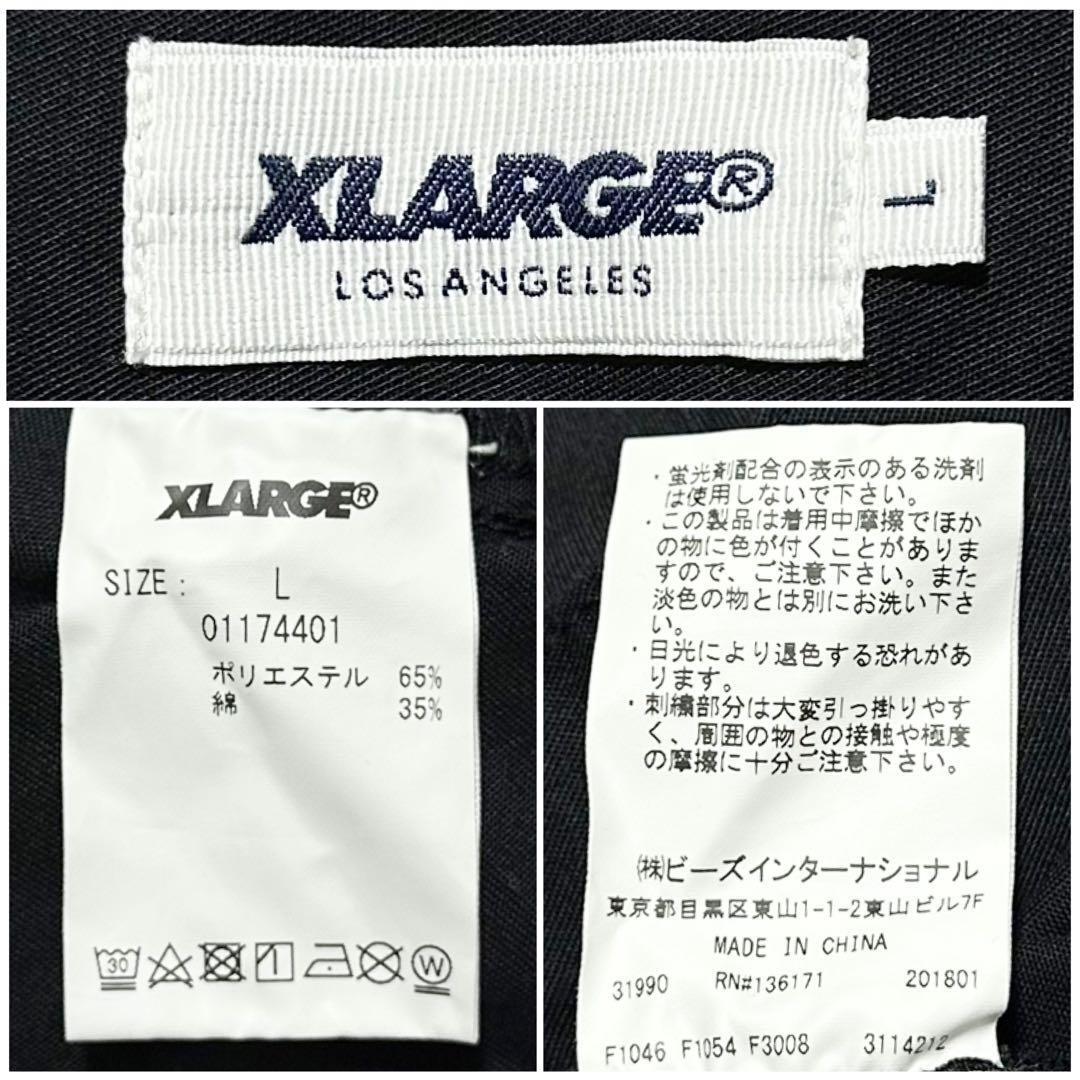 XLARGE®
LOS ANGELES
L
XLARGE®
SIZE: L
01174401
ポリエステル 65%
綿 35%
30
W
・蛍光剤配合の表示のある洗剤
は使用しないで下さい。
・この製品は着用中摩擦でほか
の物に色が付くことがありま
すので、ご注意下さい。また
淡色の物とは別にお洗い下さ
い。
・日光により退色する恐れがあ
ります。
・刺繍部分は大変引っ掛りやす
く、周囲の物との接触や極度
の摩擦に十分ご注意下さい。
㈱ビーズインターナショナル
東京都目黒区東山1-1-2東山ビル7F
MADE IN CHINA
31990 RN#136171 201801
F1046 F1054 F3008 3114212